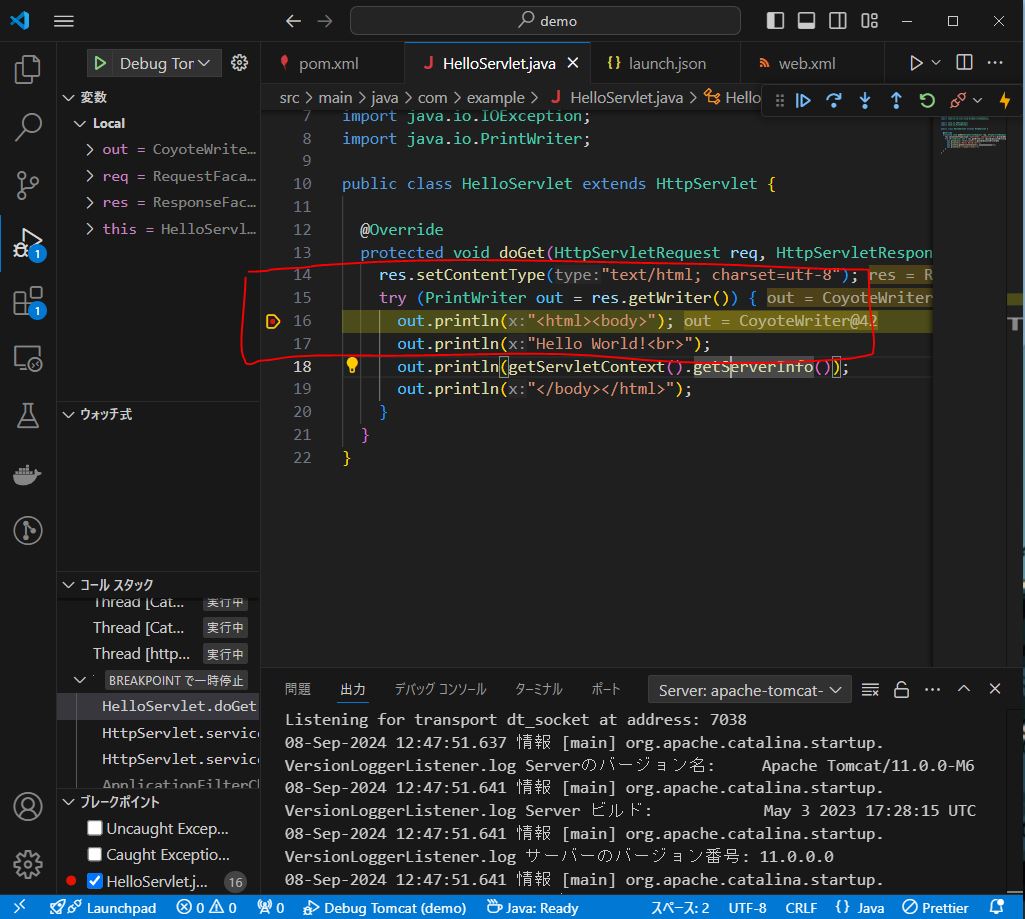 demo
Debug Tor
pom.xml
J HelloServlet.java
{} launch.json
web.xml
src > main > java > com > example > J HelloServlet.java > Hello
変数
Local
out = CoyoteWrite...
req = RequestFaca...
res = ResponseFac...
this = HelloServl...
1
1
7 import java.io.IOException;
8 import java.io.PrintWriter;
9
10 public class HelloServlet extends HttpServlet {
11
12 @Override
13 protected void doGet(HttpServletRequest req, HttpServletRespon
14 res.setContentType(type:"text/html; charset=utf-8"); res = R
15 try (PrintWriter out = res.getWriter()) { out = CoyoteWriter
16 out.println(x:"<html><body>"); out = CoyoteWriter@42
17 out.println(x:"Hello World!<br>");
18 out.println(getServletContext().getServerInfo());
19 out.println(x:"</body></html>");
20 }
21 }
22 }
ウォッチ式
コール スタック
Thread [Cat... 実行中
Thread [Cat... 実行中
Thread [http... 実行中
BREAKPOINT で一時停止
HelloServlet.doGet
HttpServlet.service
HttpServlet.service
ApplicationFilterCh
ブレークポイント
Uncaught Excep...
Caught Exceptio...
HelloServlet.j... 16
問題 出力 デバッグ コンソール ターミナル ポート Server: apache-tomcat-
Listening for transport dt_socket at address: 7038
08-Sep-2024 12:47:51.637 情報 [main] org.apache.catalina.startup.
VersionLoggerListener.log Serverのバージョン名: Apache Tomcat/11.0.0-M6
08-Sep-2024 12:47:51.641 情報 [main] org.apache.catalina.startup.
VersionLoggerListener.log Server ビルド: May 3 2023 17:28:15 UTC
08-Sep-2024 12:47:51.641 情報 [main] org.apache.catalina.startup.
VersionLoggerListener.log サーバーのバージョン番号: 11.0.0.0
08-Sep-2024 12:47:51.641 情報 [main] org.apache.catalina.startup.
Launchpad 0 0 0 Debug Tomcat (demo) Java: Ready スペース: 2 UTF-8 CRLF {} Java Prettier